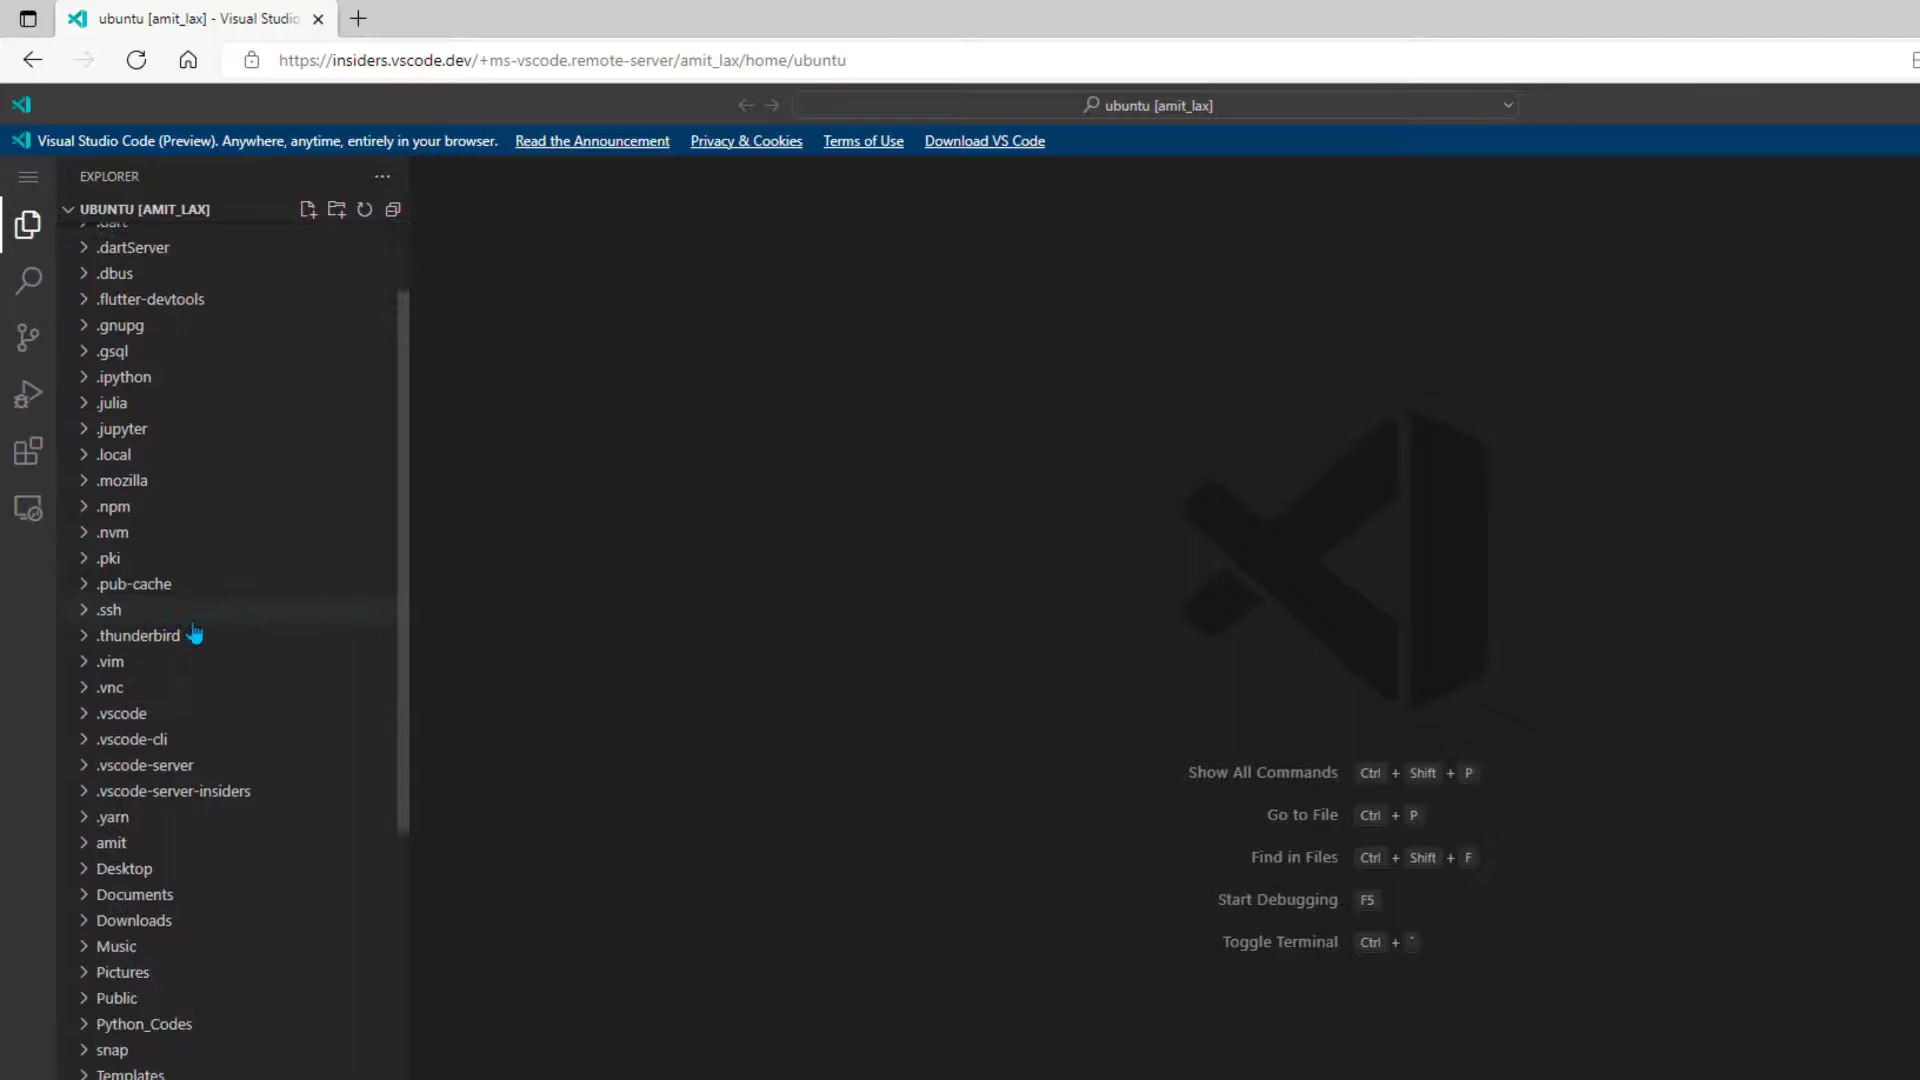 ubuntu [amit_lax] - Visual Studio
https://insiders.vscode.dev/+ms-vscode.remote-server/amit_lax/home/ubuntu
ubuntu [amit_lax]
Visual Studio Code (Preview). Anywhere, anytime, entirely in your browser. Read the Announcement Privacy & Cookies Terms of Use Download VS Code
EXPLORER
UBUNTU [AMIT_LAX]
.dart
.dartServer
.dbus
.flutter-devtools
.gnupg
.gsql
.ipython
.julia
.jupyter
.local
.mozilla
.npm
.nvm
.pki
.pub-cache
.ssh
.thunderbird
.vim
.vnc
.vscode
.vscode-cli
.vscode-server
.vscode-server-insiders
.yarn
amit
Desktop
Documents
Downloads
Music
Pictures
Public
Python_Codes
snap
Templates
Show All Commands Ctrl + Shift + P
Go to File Ctrl + P
Find in Files Ctrl + Shift + F
Start Debugging F5
Toggle Terminal Ctrl + `